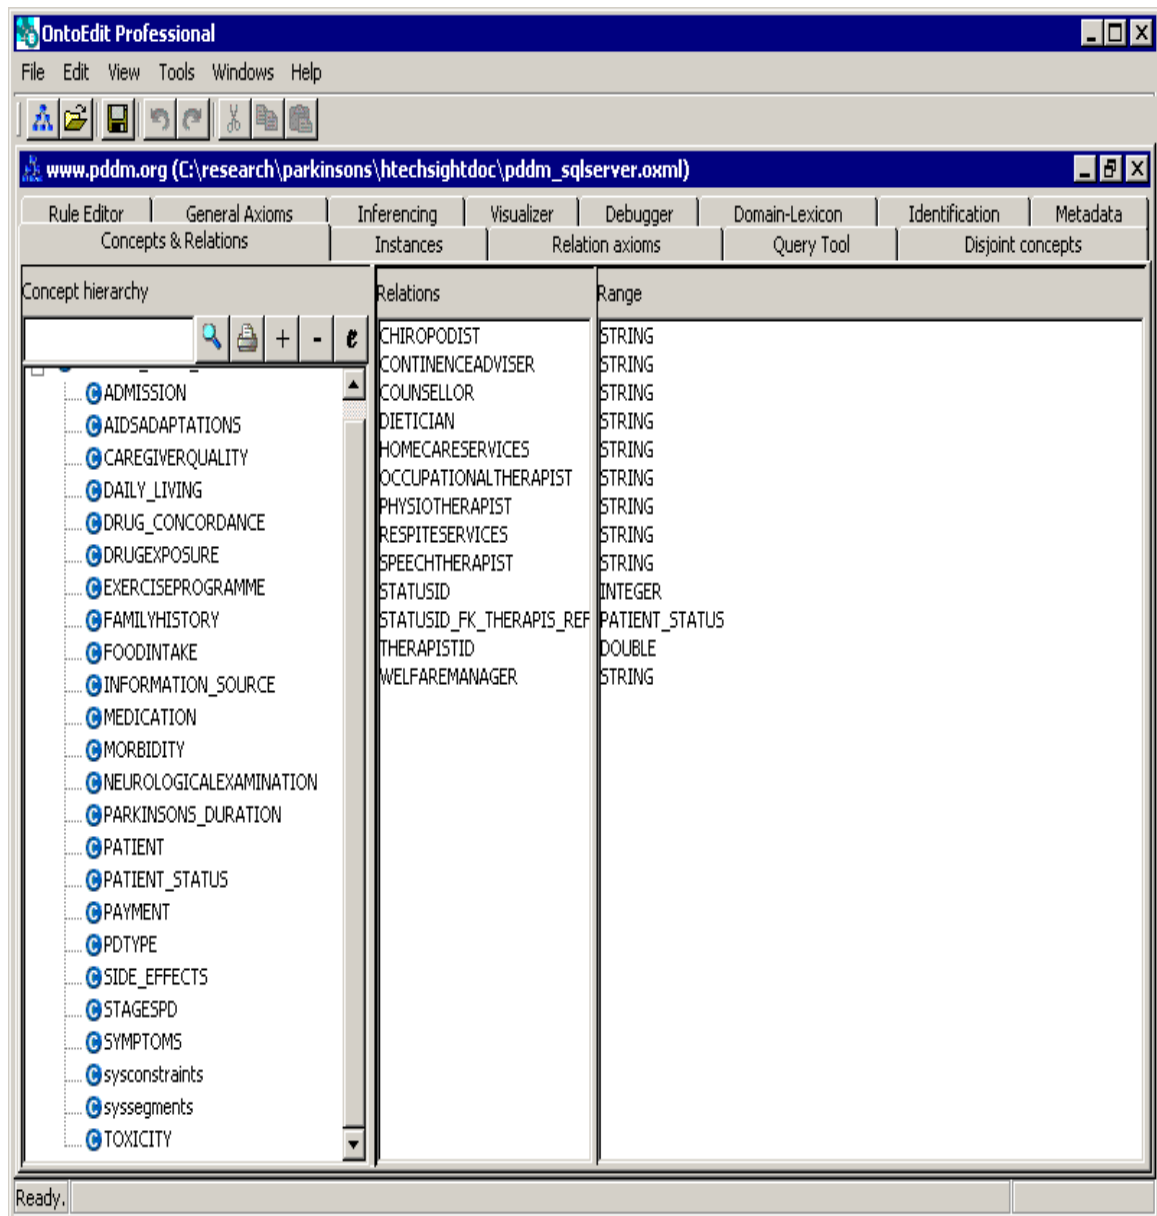 OntoEdit Professional
File Edit View Tools Windows Help
www.pddm.org (C:\research\parkinsons\htechsightdoc\pddm_sqlserver.oxml)
Rule Editor General Axioms Inferencing Visualizer Debugger Domain-Lexicon Identification Metadata
Concepts & Relations Instances Relation axioms Query Tool Disjoint concepts
Concept hierarchy
ADMISSION
AIDSADAPTATIONS
CAREGIVERQUALITY
DAILY_LIVING
DRUG_CONCORDANCE
DRUGEXPOSURE
EXERCISEPROGRAMME
FAMILYHISTORY
FOODINTAKE
INFORMATION_SOURCE
MEDICATION
MORBIDITY
NEUROLOGICALEXAMINATION
PARKINSONS_DURATION
PATIENT
PATIENT_STATUS
PAYMENT
PDTYPE
SIDE_EFFECTS
STAGESPD
SYMPTOMS
sysconstraints
syssegments
TOXICITY
Relations Range
CHIROPODIST STRING
CONTINENCEADVISER STRING
COUNSELLOR STRING
DIETICIAN STRING
HOMECARESERVICES STRING
OCCUPATIONALTHERAPIST STRING
PHYSIOTHERAPIST STRING
RESPITESERVICES STRING
SPEECHTHERAPIST STRING
STATUSID INTEGER
STATUSID_FK_THERAPIS_REF PATIENT_STATUS
THERAPISTID DOUBLE
WELFAREMANAGER STRING
Ready.